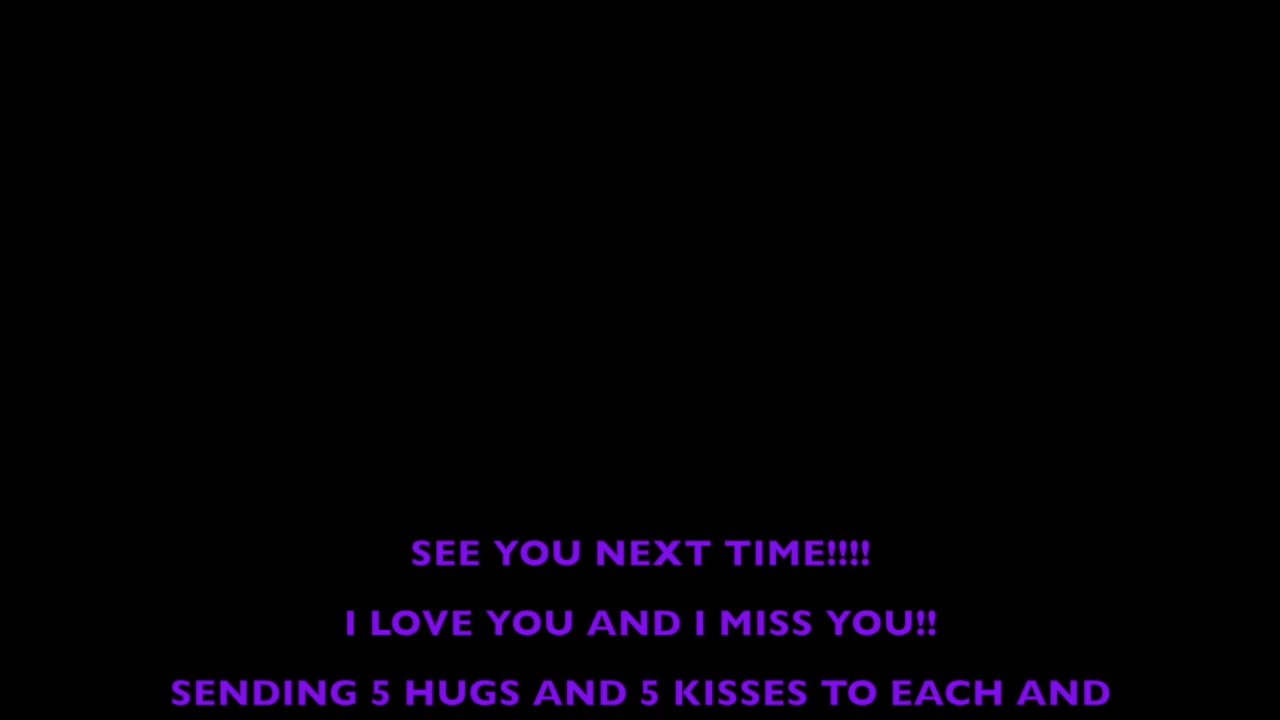 SEE YOU NEXT TIME!!!!
I LOVE YOU AND I MISS YOU!!
SENDING 5 HUGS AND 5 KISSES TO EACH AND